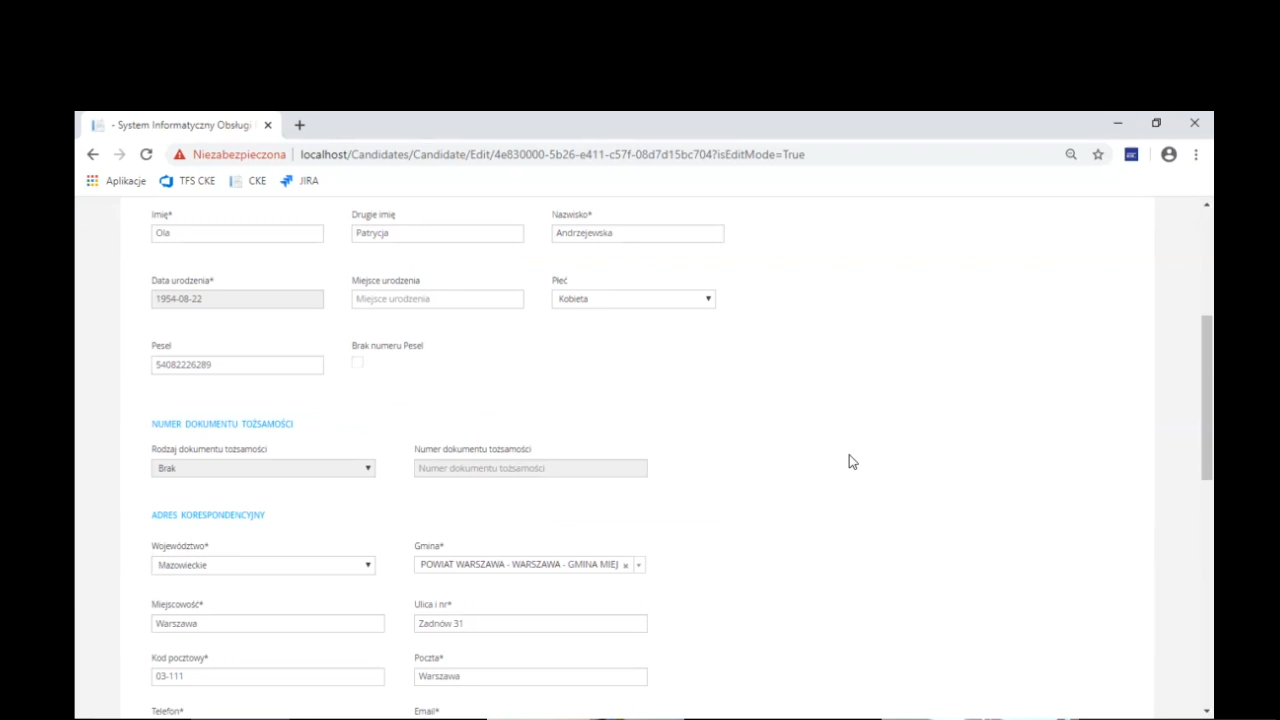 - System Informatyczny Obsługi
Niezabezpieczona localhost/Candidates/Candidate/Edit/4e830000-5b26-e411-c57f-08d7d15bc704?isEditMode=True
Aplikacje TFS CKE CKE JIRA
Imię* Drugie imię Nazwisko*
Ola Patrycja Andrzejewska
Data urodzenia* Miejsce urodzenia Płeć
1954-08-22 Miejsce urodzenia Kobieta
Pesel Brak numeru Pesel
54082226289
NUMER DOKUMENTU TOŻSAMOŚCI
Rodzaj dokumentu tożsamości Numer dokumentu tożsamości
Brak Numer dokumentu tożsamości
ADRES KORESPONDENCYJNY
Województwo* Gmina*
Mazowieckie POWIAT WARSZAWA - WARSZAWA - GMINA MIEJ
Miejscowość* Ulica i nr*
Warszawa Zadnów 31
Kod pocztowy* Poczta*
03-111 Warszawa
Telefon* Email*